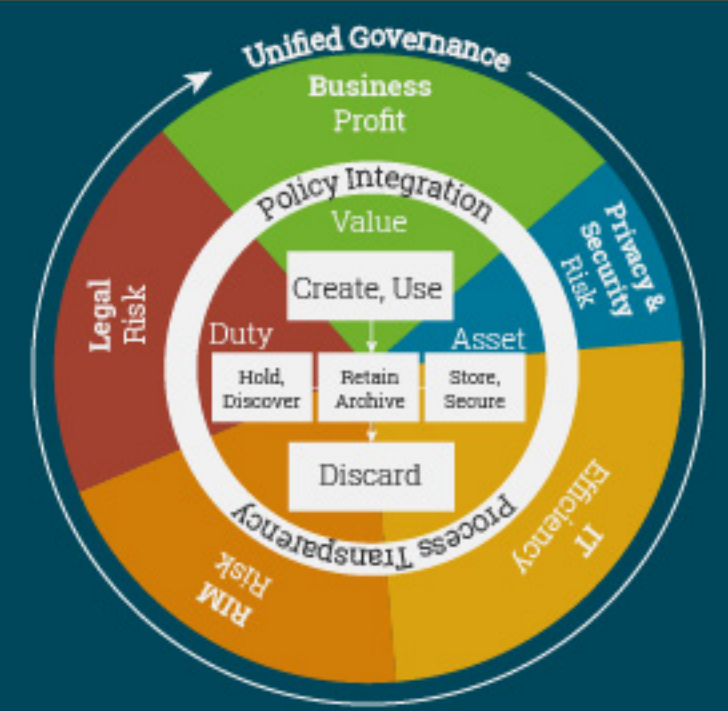 Unified Governance
Business
Profit
Policy Integration
Value
Create, Use
Privacy &
Security
Risk
Legal
Risk
Duty
Asset
Hold,
Discover
Retain
Archive
Store,
Secure
Discard
Process Transparency
IT
Efficiency
RIM
Risk